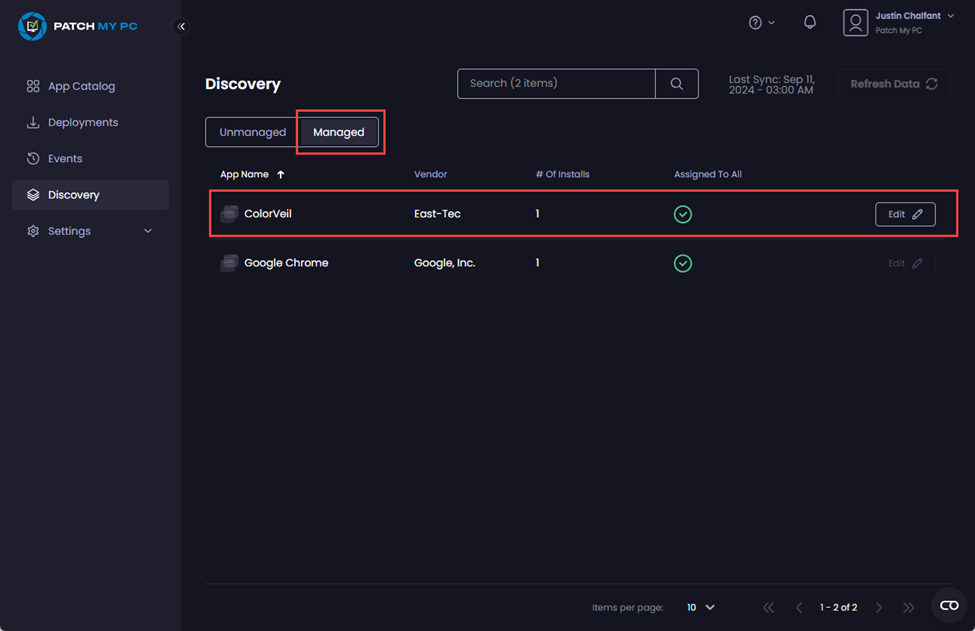 PATCH MY PC
Justin Chalfant
Patch My PC
App Catalog
Deployments
Events
Discovery
Settings
Discovery
Search (2 items)
Last Sync: Sep 11,
2024 - 03:00 AM
Refresh Data
Unmanaged
Managed
App Name
Vendor
# Of Installs
Assigned To All
ColorVeil
East-Tec
1
Edit
Google Chrome
Google, Inc.
1
Edit
Items per page:
10
1 - 2 of 2